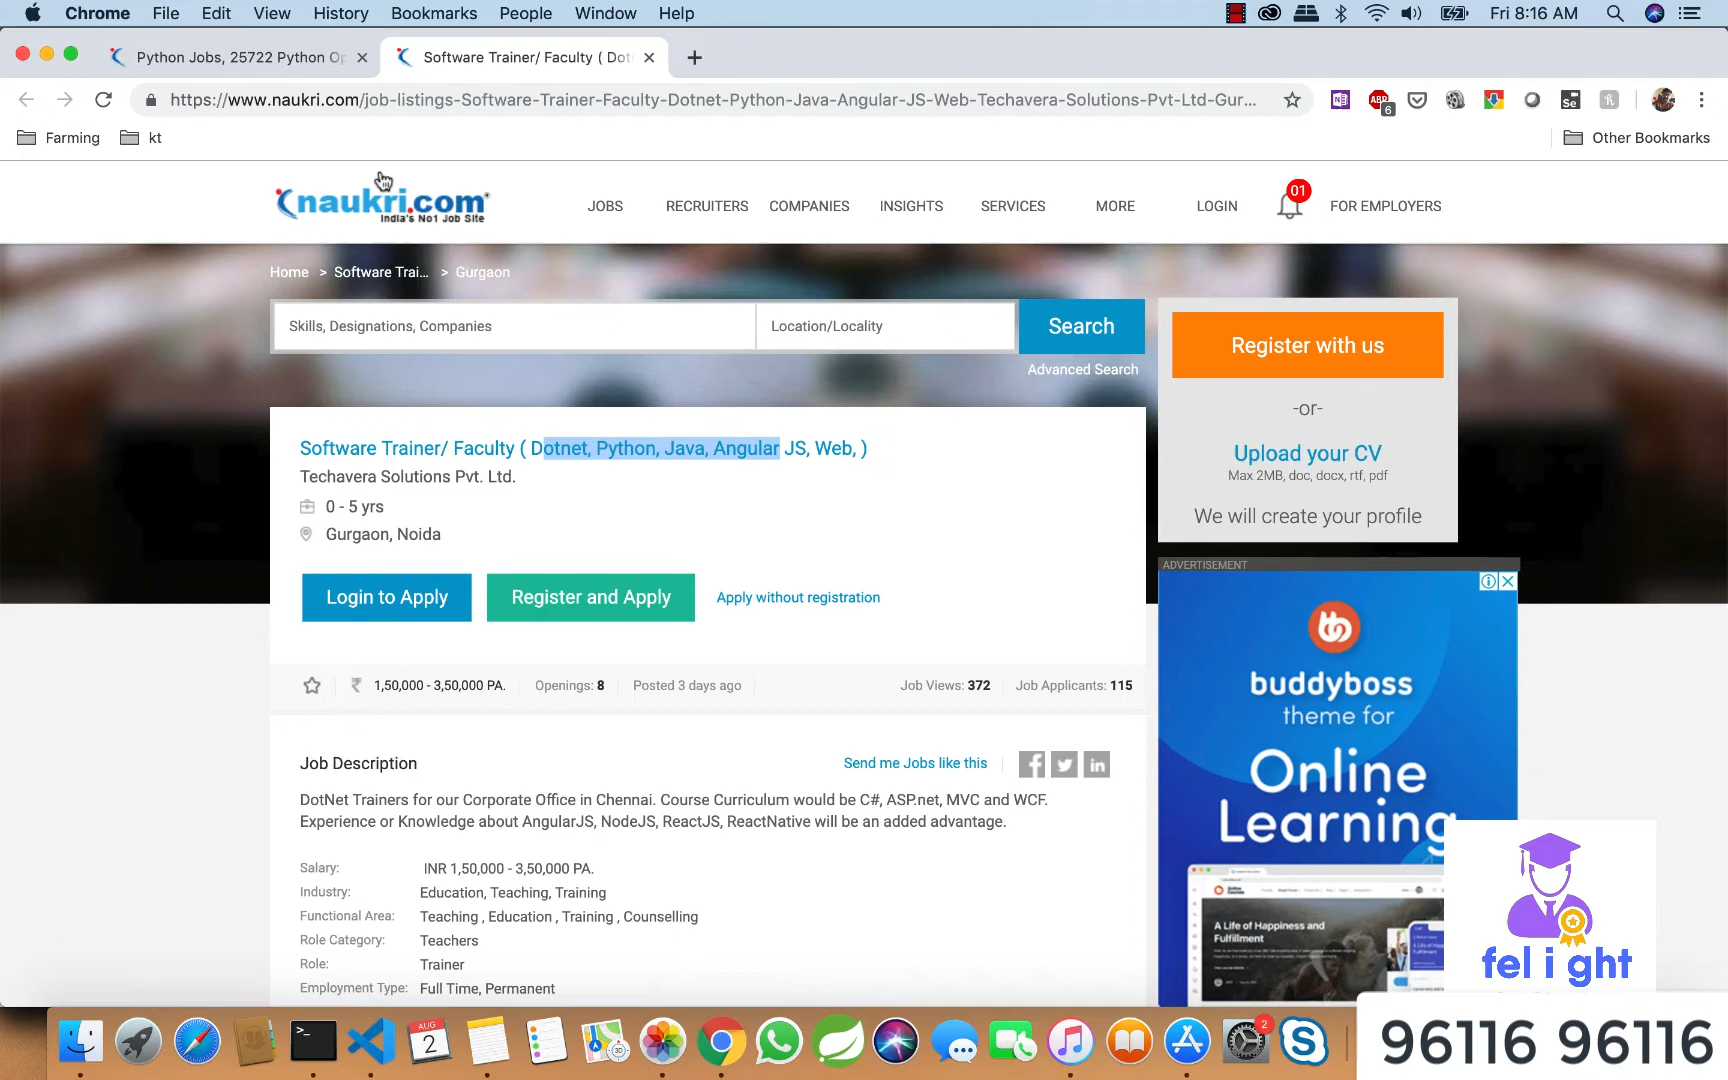 Chrome File Edit View History Bookmarks People Window Help
Fri 8:16 AM
Python Jobs, 25722 Python Op
Software Trainer/ Faculty ( Dot
https://www.naukri.com/job-listings-Software-Trainer-Faculty-Dotnet-Python-Java-Angular-JS-Web-Techavera-Solutions-Pvt-Ltd-Gur...
ABP
6
Se
Farming
kt
Other Bookmarks
naukri.com
India's No1 Job Site
JOBS RECRUITERS COMPANIES INSIGHTS SERVICES MORE LOGIN 01 FOR EMPLOYERS
Home > Software Trai... > Gurgaon
Skills, Designations, Companies
Location/Locality
Search
Advanced Search
Register with us
-or-
Upload your CV
Max 2MB, doc, docx, rtf, pdf
We will create your profile
Software Trainer/ Faculty ( Dotnet, Python, Java, Angular JS, Web, )
Techavera Solutions Pvt. Ltd.
0 - 5 yrs
Gurgaon, Noida
Login to Apply
Register and Apply
Apply without registration
₹ 1,50,000 - 3,50,000 PA.
Openings: 8
Posted 3 days ago
Job Views: 372
Job Applicants: 115
Job Description
Send me Jobs like this
DotNet Trainers for our Corporate Office in Chennai. Course Curriculum would be C#, ASP.net, MVC and WCF.
Experience or Knowledge about AngularJS, NodeJS, ReactJS, ReactNative will be an added advantage.
Salary: INR 1,50,000 - 3,50,000 PA.
Industry: Education, Teaching, Training
Functional Area: Teaching , Education , Training , Counselling
Role Category: Teachers
Role: Trainer
Employment Type: Full Time, Permanent
ADVERTISEMENT
buddyboss
theme for
Online
Learning
A Life of Happiness and
Fulfillment
fel i ght
AUG
2
3D
2
96116 96116